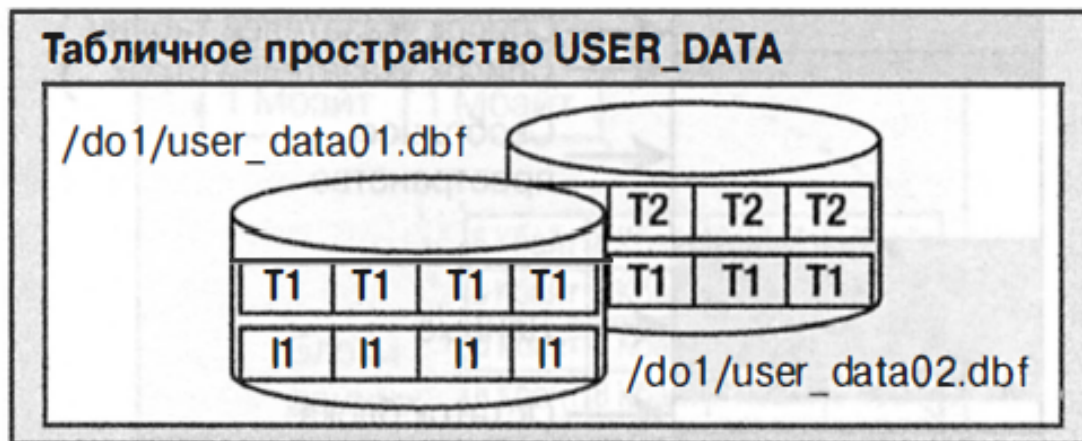 Табличное пространство USER_DATA
/do1/user_data01.dbf
T2 T2 T2
T1 T1 T1 T1
T1 T1 T1
I1 I1 I1 I1
/do1/user_data02.dbf